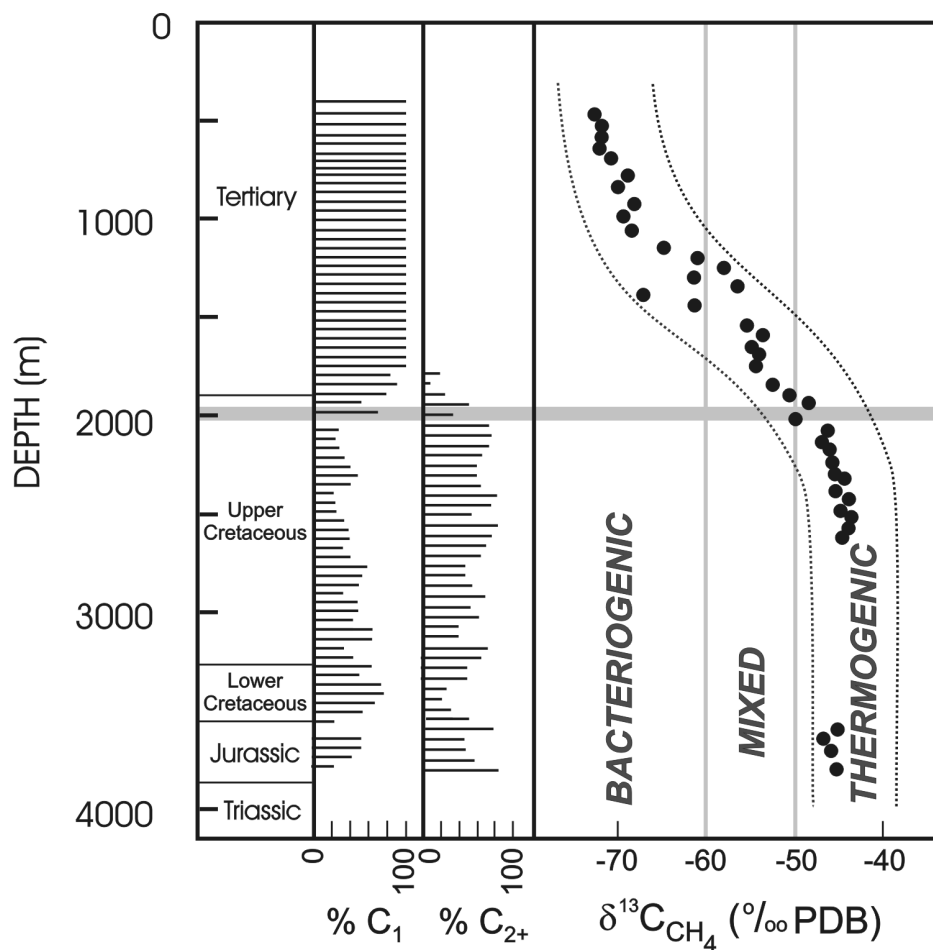 0
1000
2000
3000
4000
DEPTH (m)
Tertiary
Upper
Cretaceous
Lower
Cretaceous
Jurassic
Triassic
0
100
% C₁
0
100
% C₂₊
BACTERIOGENIC
MIXED
THERMOGENIC
-70
-60
-50
-40
δ¹³C_CH₄ (‰ PDB)